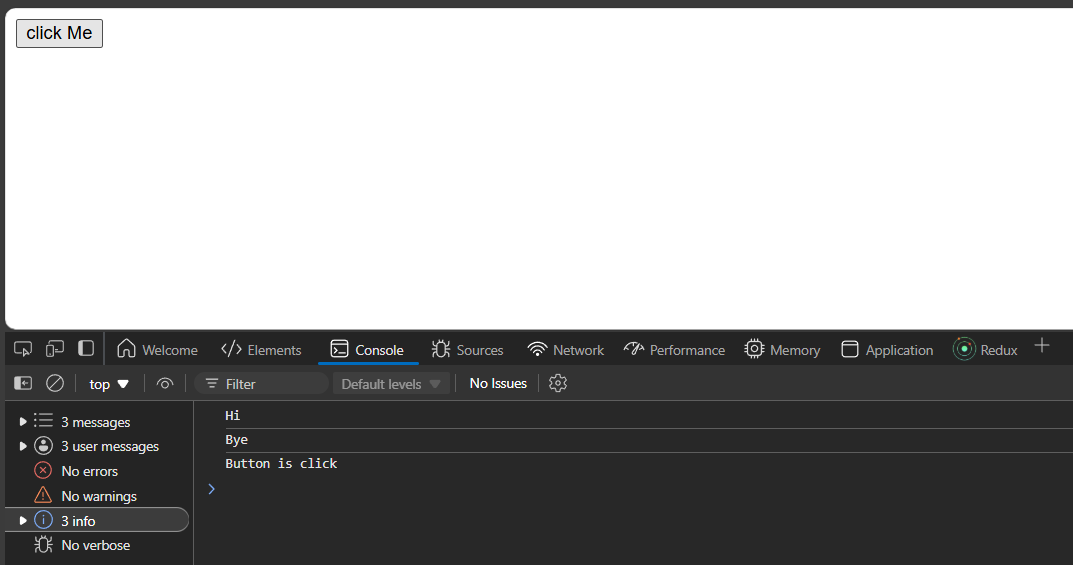 click Me
Welcome Elements Console Sources Network Performance Memory Application Redux
top Filter Default levels No Issues
3 messages
3 user messages
No errors
No warnings
3 info
No verbose
Hi
Bye
Button is click